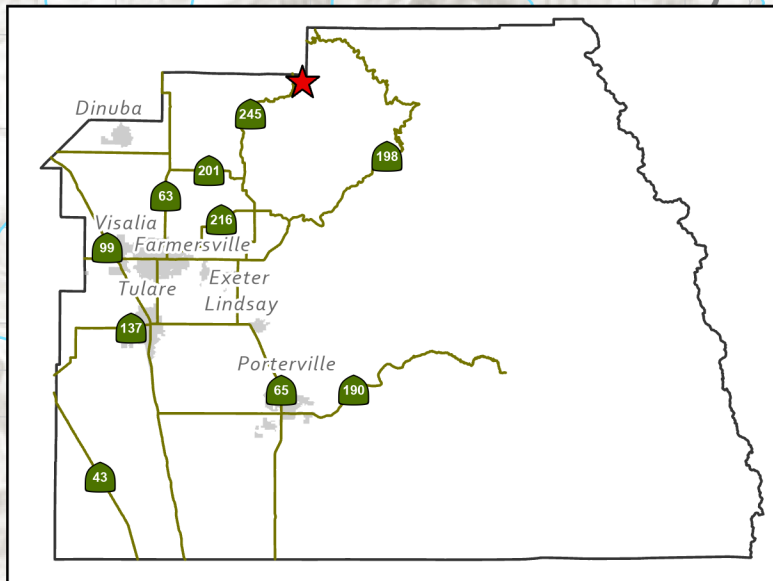 Dinuba
245
198
201
63
216
Visalia
99
Farmersville
Exeter
Tulare
Lindsay
137
Porterville
65
190
43